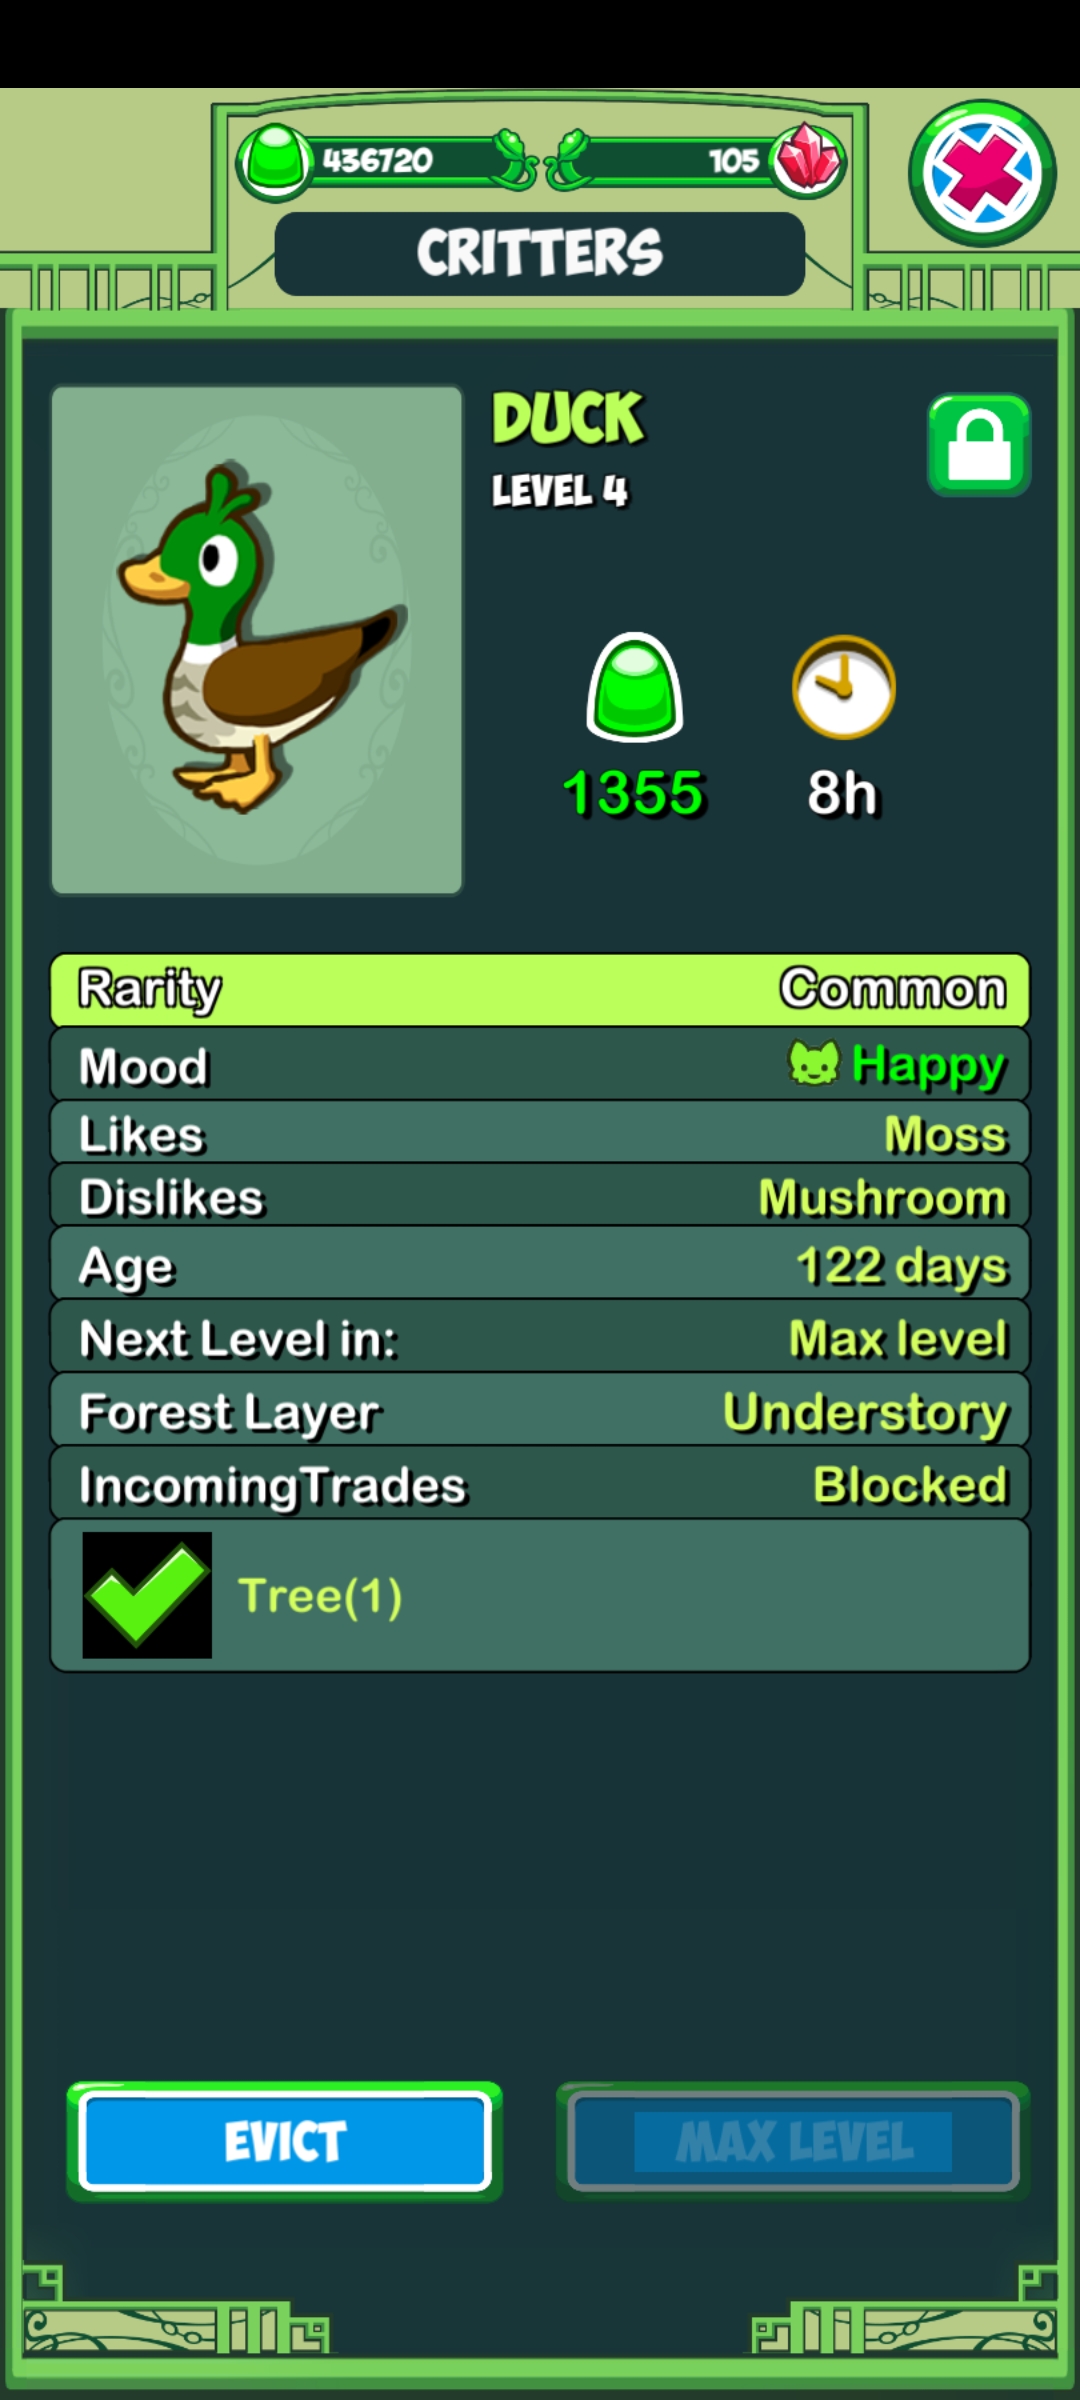 436720 105
CRITTERS
DUCK
LEVEL 4
1355 8h
Rarity Common
Mood Happy
Likes Moss
Dislikes Mushroom
Age 122 days
Next Level in: Max level
Forest Layer Understory
IncomingTrades Blocked
Tree(1)
EVICT MAX LEVEL